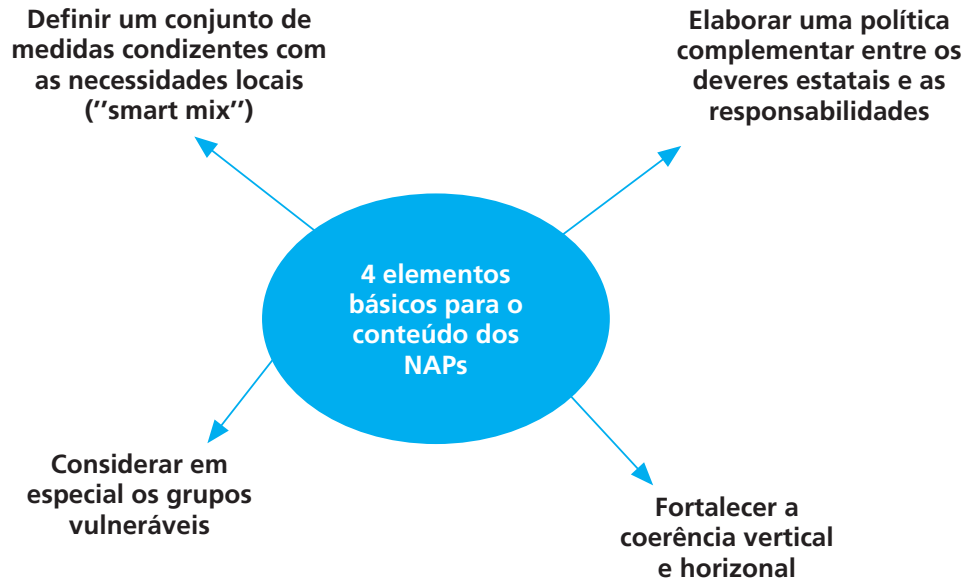 Definir um conjunto de
medidas condizentes com
as necessidades locais
("smart mix")
Elaborar uma política
complementar entre os
deveres estatais e as
responsabilidades
4 elementos
básicos para o
conteúdo dos
NAPs
Considerar em
especial os grupos
vulneráveis
Fortalecer a
coerência vertical
e horizonal